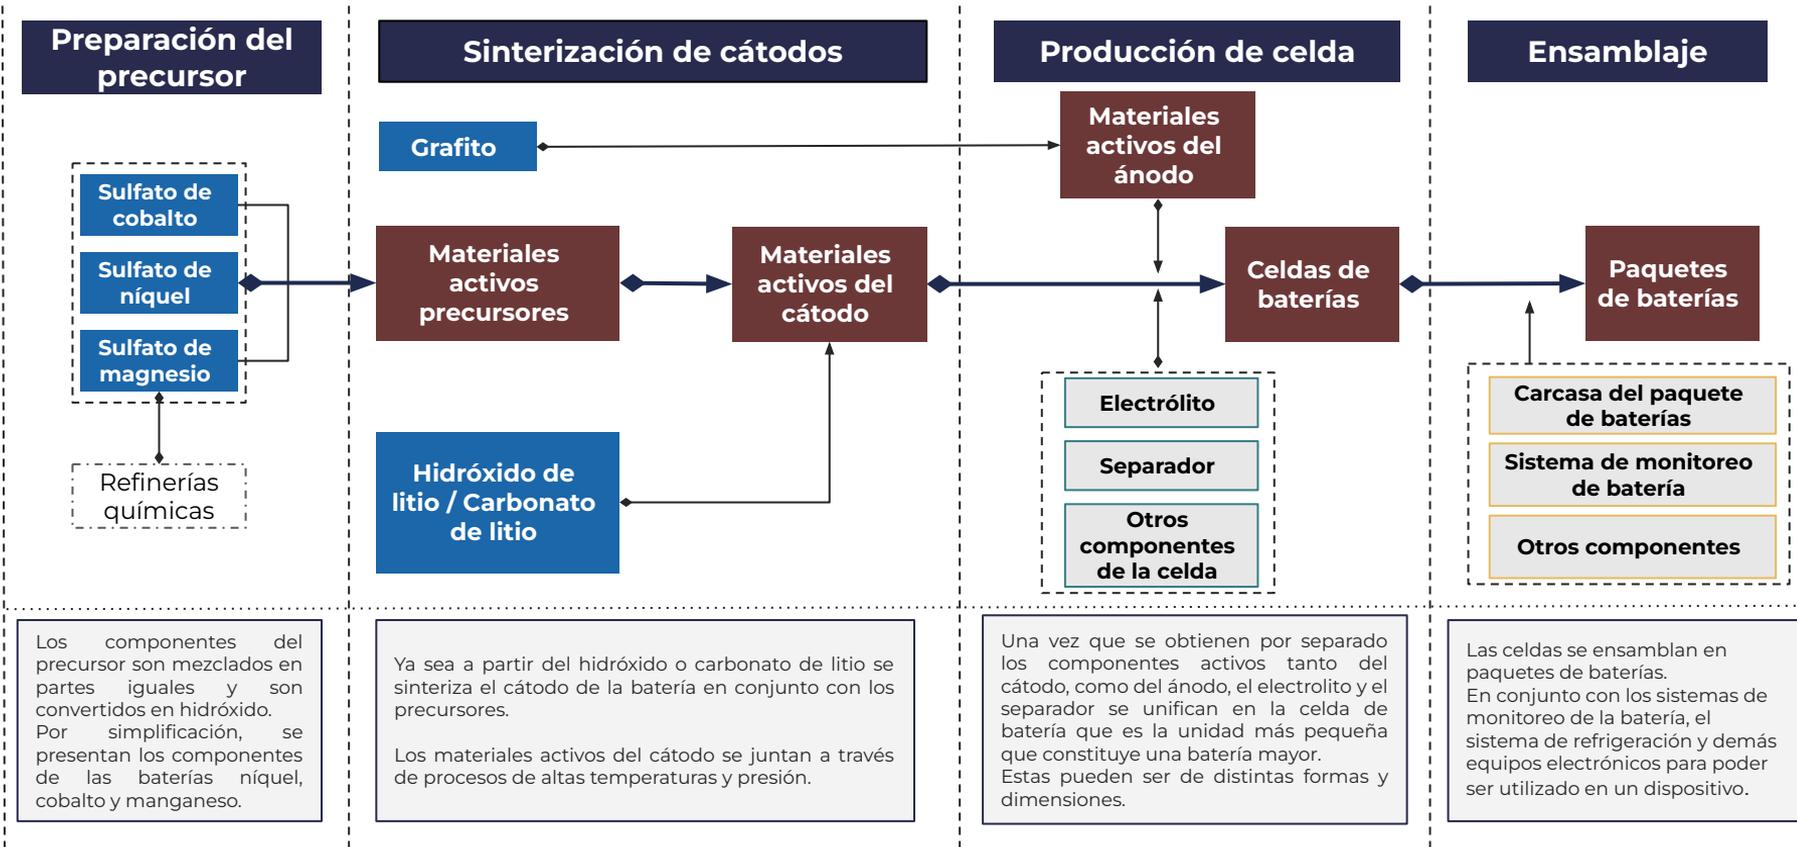 Preparación del
precursor
Sinterización de cátodos
Producción de celda
Ensamblaje
Grafito
Materiales
activos del
ánodo
Sulfato de
cobalto
Sulfato de
níquel
Sulfato de
magnesio
Refinerías
químicas
Materiales
activos
precursores
Materiales
activos del
cátodo
Hidróxido de
litio / Carbonato
de litio
Celdas de
baterías
Electrólito
Separador
Otros
componentes
de la celda
Paquetes
de baterías
Carcasa del paquete
de baterías
Sistema de monitoreo
de batería
Otros componentes
Los componentes del
precursor son mezclados en
partes iguales y son
convertidos en hidróxido.
Por simplificación, se
presentan los componentes
de las baterías níquel,
cobalto y manganeso.
Ya sea a partir del hidróxido o carbonato de litio se
sinteriza el cátodo de la batería en conjunto con los
precursores.
Los materiales activos del cátodo se juntan a través
de procesos de altas temperaturas y presión.
Una vez que se obtienen por separado
los componentes activos tanto del
cátodo, como del ánodo, el electrolito y el
separador se unifican en la celda de
batería que es la unidad más pequeña
que constituye una batería mayor.
Estas pueden ser de distintas formas y
dimensiones.
Las celdas se ensamblan en
paquetes de baterías.
En conjunto con los sistemas de
monitoreo de la batería, el
sistema de refrigeración y demás
equipos electrónicos para poder
ser utilizado en un dispositivo.